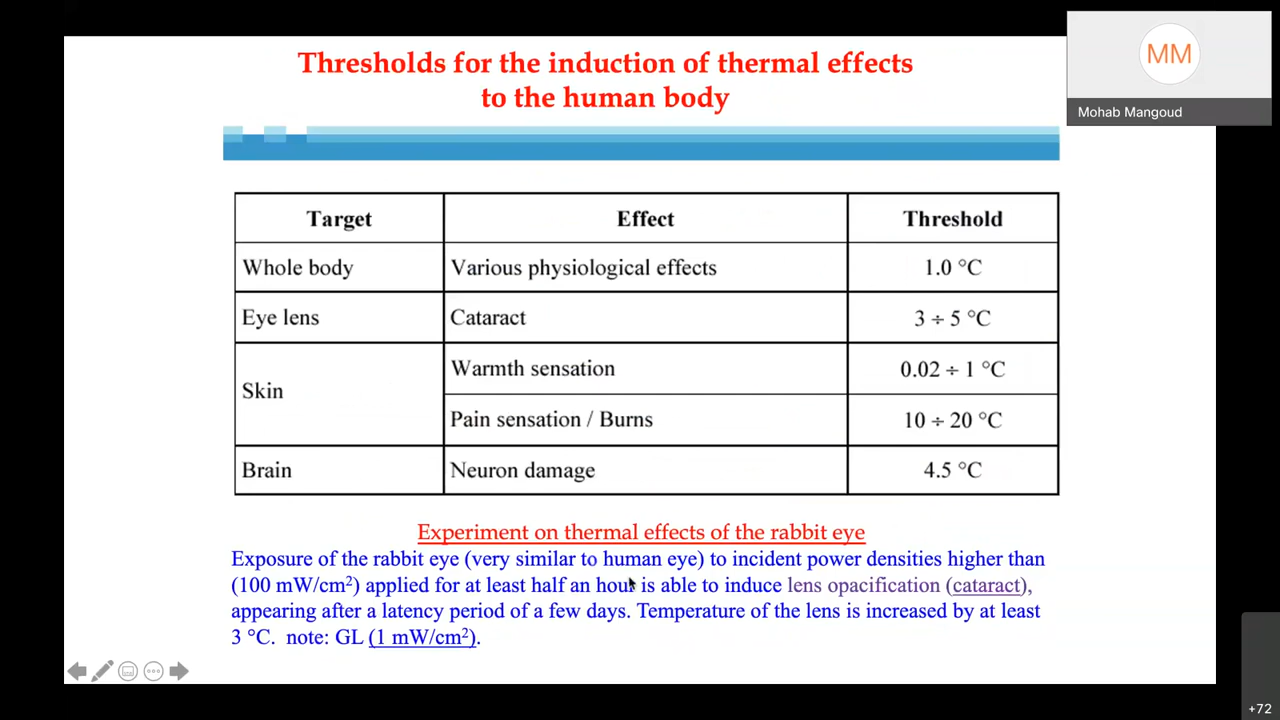 Thresholds for the induction of thermal effects
to the human body
MM
Mohab Mangoud
Target Effect Threshold
Whole body Various physiological effects 1.0 °C
Eye lens Cataract 3 ÷ 5 °C
Skin Warmth sensation 0.02 ÷ 1 °C
Pain sensation / Burns 10 ÷ 20 °C
Brain Neuron damage 4.5 °C
Experiment on thermal effects of the rabbit eye
Exposure of the rabbit eye (very similar to human eye) to incident power densities higher than
(100 mW/cm²) applied for at least half an hour is able to induce lens opacification (cataract),
appearing after a latency period of a few days. Temperature of the lens is increased by at least
3 °C. note: GL (1 mW/cm²).
+72